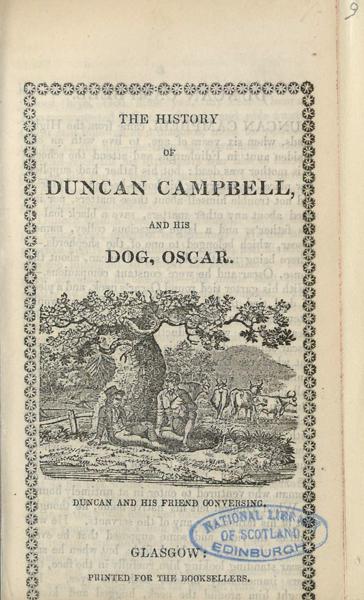 THE HISTORY
OF
DUNCAN CAMPBELL,
AND HIS
DOG, OSCAR.
DUNCAN AND HIS FRIEND CONVERSING.
NATIONAL LIBRARY
OF SCOTLAND
EDINBURGH
GLASGOW:
PRINTED FOR THE BOOKSELLERS.